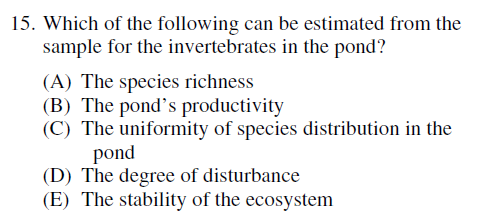 15. Which of the following can be estimated from the
sample for the invertebrates in the pond?
(A) The species richness
(B) The pond's productivity
(C) The uniformity of species distribution in the
pond
(D) The degree of disturbance
(E) The stability of the ecosystem